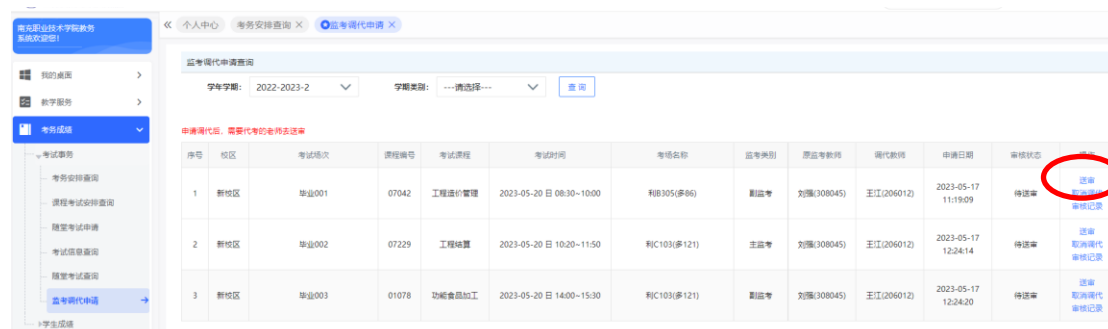 南充职业技术学院教务
系统欢迎您!
个人中心 考务安排查询 监考调代申请
监考调代申请查询
学年学期: 2022-2023-2 学期类别: ---请选择--- 查 询
我的桌面
教学服务
考务成绩
考试事务
考务安排查询
课程考试安排查询
随堂考试申请
考试信息查询
随堂考试查询
监考调代申请
学生成绩
申请调代后,需要代考的老师去送审
序号 校区 考试场次 课程编号 考试课程 考试时间 考场名称 监考类别 原监考教师 调代教师 申请日期 审核状态
1 新校区 毕业001 07042 工程造价管理 2023-05-20 日 08:30~10:00 利B305(多86) 副监考 刘强(308045) 王江(206012) 2023-05-17 11:19:09 待送审 送审 取消调代 审核记录
2 新校区 毕业002 07229 工程结算 2023-05-20 日 10:20~11:50 利C103(多121) 主监考 刘强(308045) 王江(206012) 2023-05-17 12:24:14 待送审 送审 取消调代 审核记录
3 新校区 毕业003 01078 功能食品加工 2023-05-20 日 14:00~15:30 利C103(多121) 副监考 刘强(308045) 王江(206012) 2023-05-17 12:24:20 待送审 送审 取消调代 审核记录